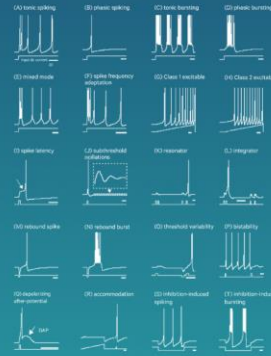 (A) tonic spiking
(B) phasic spiking
(C) tonic bursting
(D) phasic bursting
(E) mixed mode
(F) spike frequency
adaptation
(G) Class 1 excitable
(H) Class 2 excitable
(I) spike latency
(J) subthreshold
oscillations
(K) resonator
(L) integrator
(M) rebound spike
(N) rebound burst
(O) threshold variability
(P) bistability
(Q) depolarizing
after-potential
DAP
(R) accommodation
(S) inhibition-induced
spiking
(T) inhibition-induced
bursting